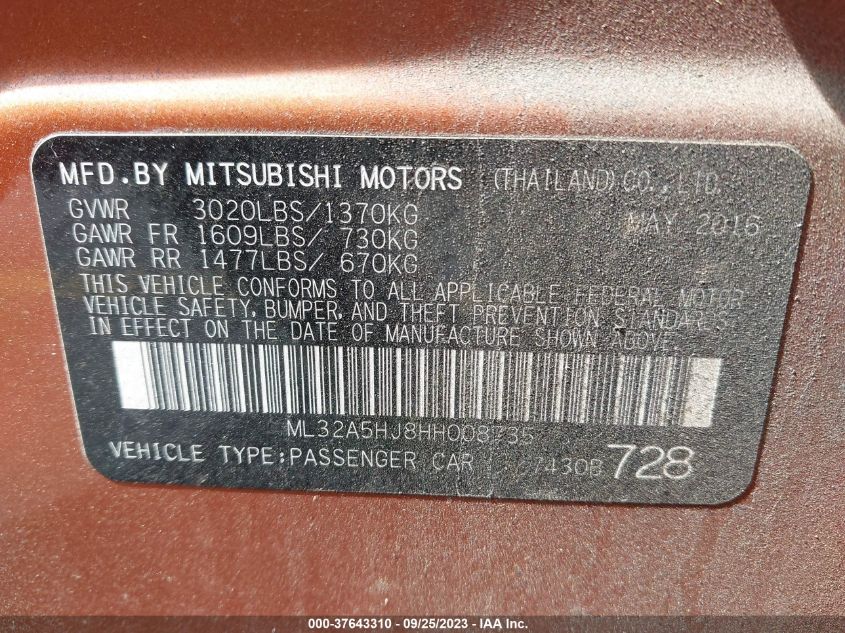 MFD.BY MITSUBISHI MOTORS (THAILAND)CO.,LTD.
GVWR 3020LBS/1370KG MAY 2016
GAWR FR 1609LBS/ 730KG
GAWR RR 1477LBS/ 670KG
THIS VEHICLE CONFORMS TO ALL APPLICABLE FEDERAL MOTOR
VEHICLE SAFETY, BUMPER, AND THEFT PREVENTION STANDARDS
IN EFFECT ON THE DATE OF MANUFACTURE SHOWN ABOVE.
ML32A5HJ8HH008735
VEHICLE TYPE:PASSENGER CAR 728
000-37643310 / 09/25/2023 / IAA Inc.